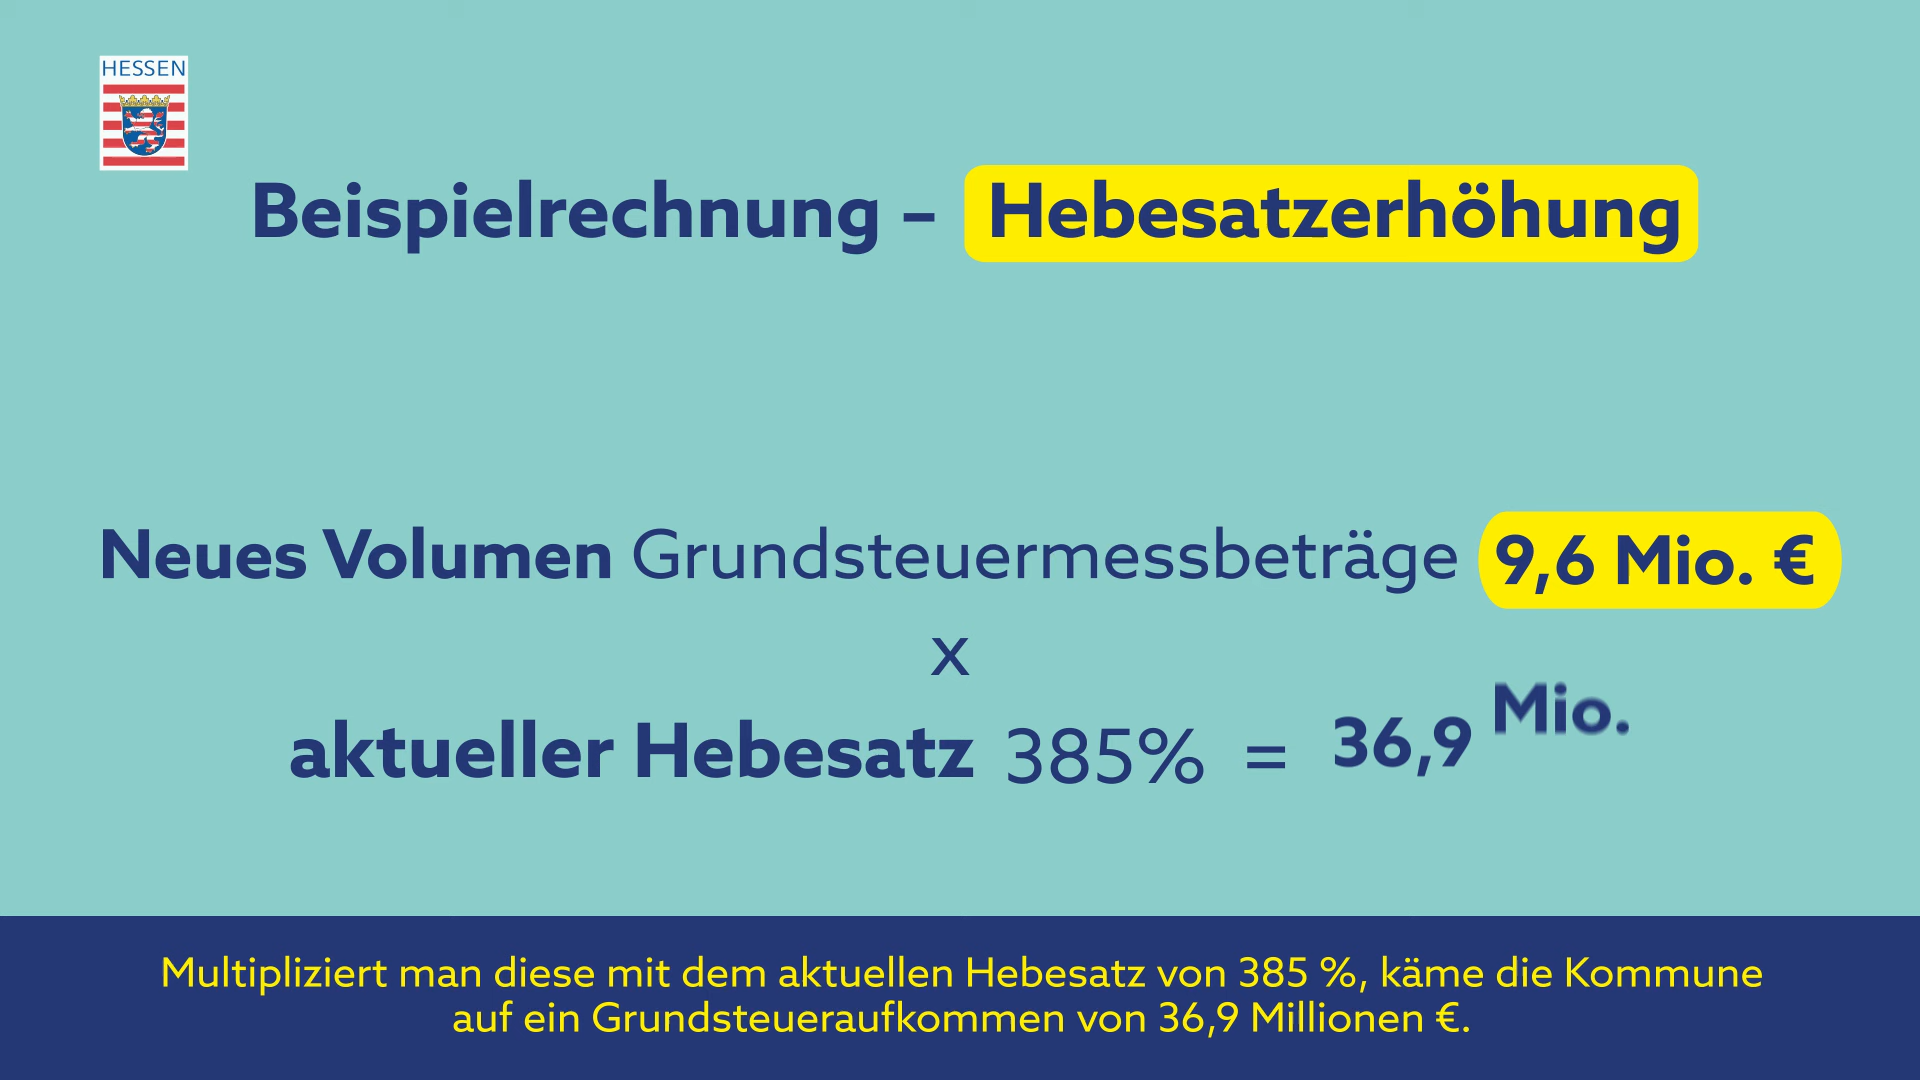 HESSEN
Beispielrechnung – Hebesatzerhöhung
Neues Volumen Grundsteuermessbeträge 9,6 Mio. €
x
aktueller Hebesatz 385% = 36,9 Mio.
Multipliziert man diese mit dem aktuellen Hebesatz von 385 %, käme die Kommune
auf ein Grundsteueraufkommen von 36,9 Millionen €.